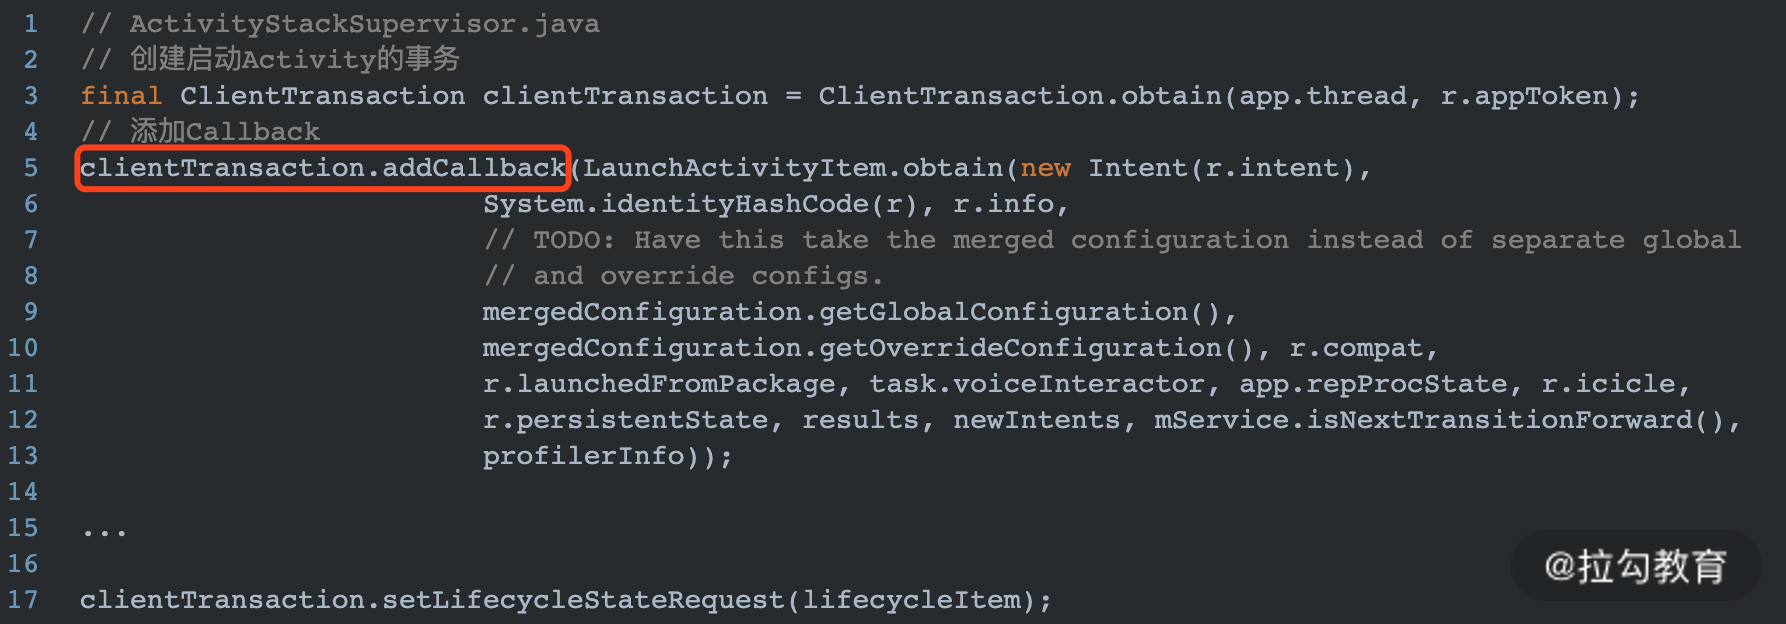 1 // ActivityStackSupervisor.java
2 // 创建启动Activity的事务
3 final ClientTransaction clientTransaction = ClientTransaction.obtain(app.thread, r.appToken);
4 // 添加Callback
5 clientTransaction.addCallback(LaunchActivityItem.obtain(new Intent(r.intent),
6 System.identityHashCode(r), r.info,
7 // TODO: Have this take the merged configuration instead of separate global
8 // and override configs.
9 mergedConfiguration.getGlobalConfiguration(),
10 mergedConfiguration.getOverrideConfiguration(), r.compat,
11 r.launchedFromPackage, task.voiceInteractor, app.repProcState, r.icicle,
12 r.persistentState, results, newIntents, mService.isNextTransitionForward(),
13 profilerInfo));
14
15 ...
16
17 clientTransaction.setLifecycleStateRequest(lifecycleItem);
@拉勾教育